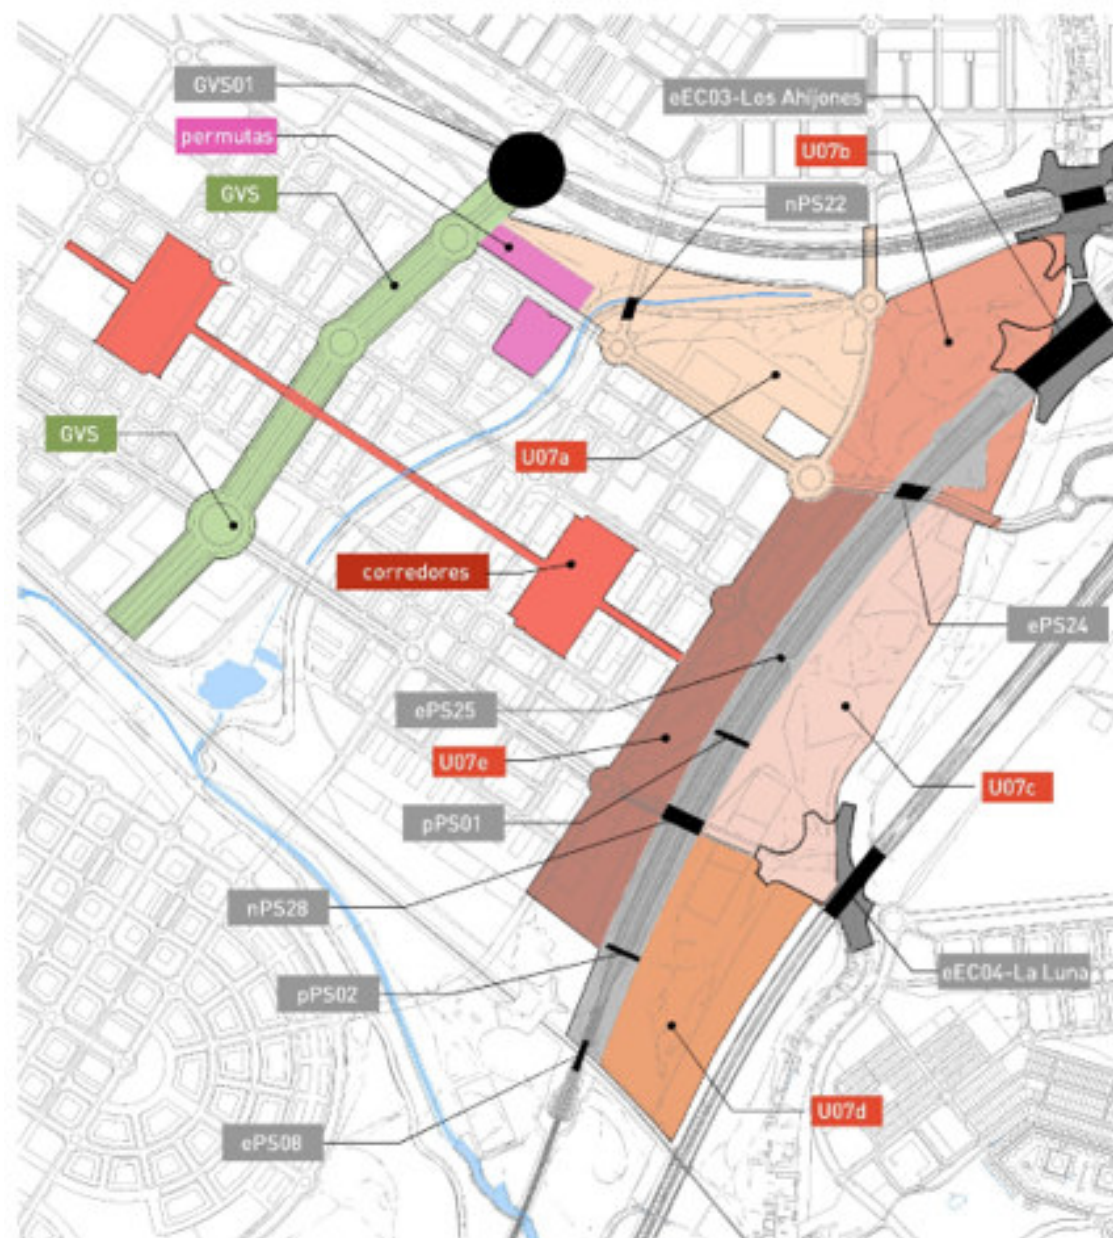 GVS01
eEC03-Los Ahijones
permutas
U07b
GVS
nPS22
GVS
U07a
corredores
ePS24
ePS25
U07e
U07c
pPS01
nPS28
eEC04-La Luna
pPS02
U07d
ePS08